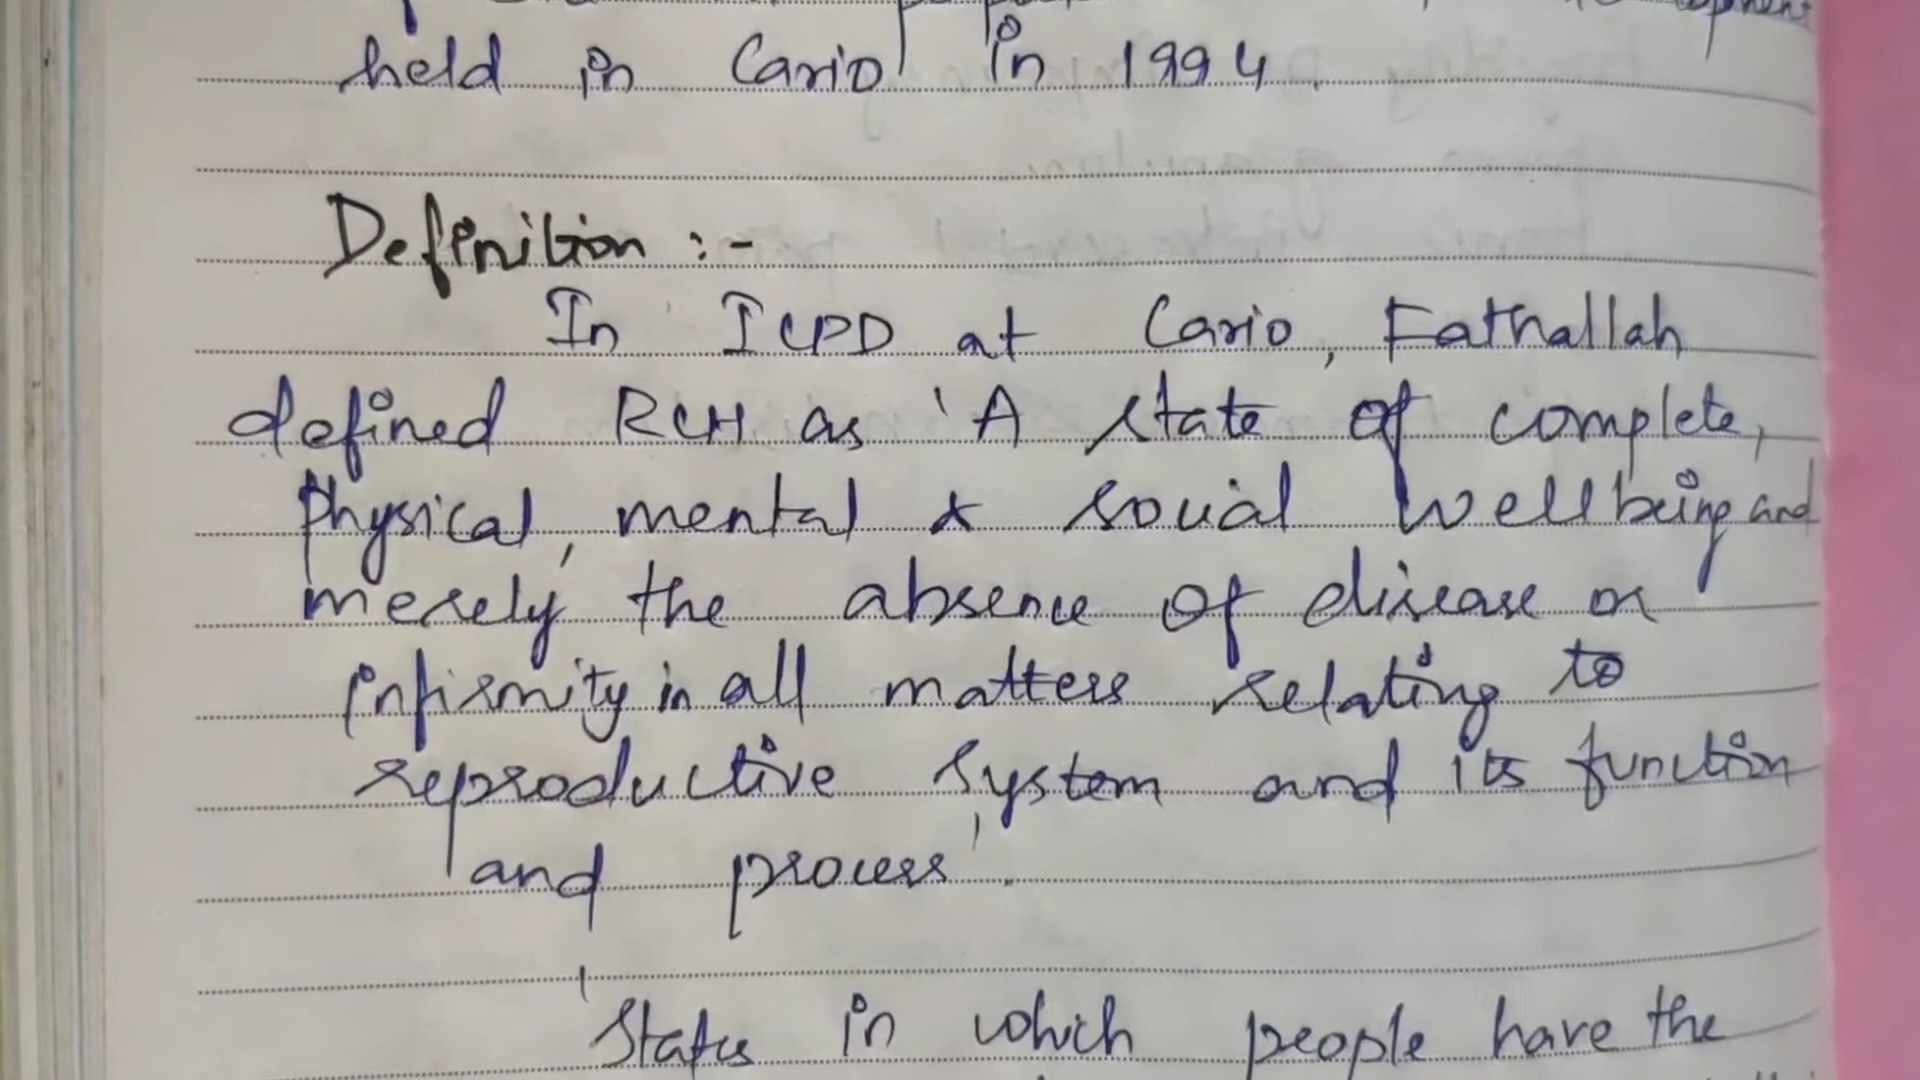 held in Cario in 1994.
Definition :-
In ICPD at Cario, Fathallah
defined RCH as 'A state of complete,
Physical, mental & social wellbeing and
merely the absence of disease or
infirmity in all matters relating to
reproductive system and its function
and process'.
'Status in which people have the